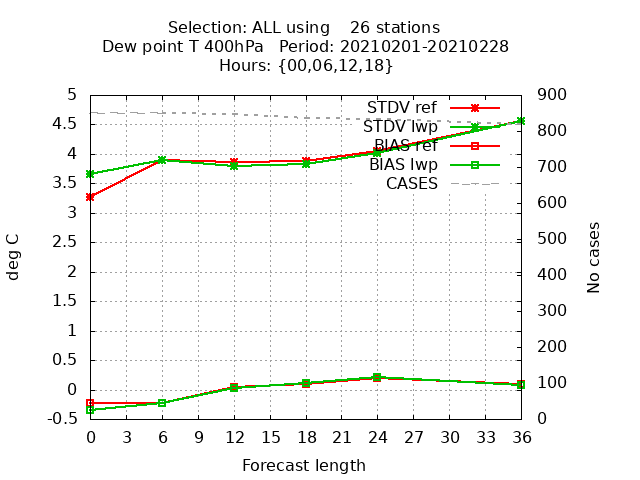 Selection: ALL using    26 stations
Dew point T 400hPa   Period: 20210201-20210228
Hours: {00,06,12,18}
STDV ref
STDV lwp
BIAS ref
BIAS lwp
CASES
5
4.5
4
3.5
3
2.5
2
1.5
1
0.5
0
-0.5
deg C
900
800
700
600
500
400
300
200
100
0
No cases
0 3 6 9 12 15 18 21 24 27 30 33 36
Forecast length